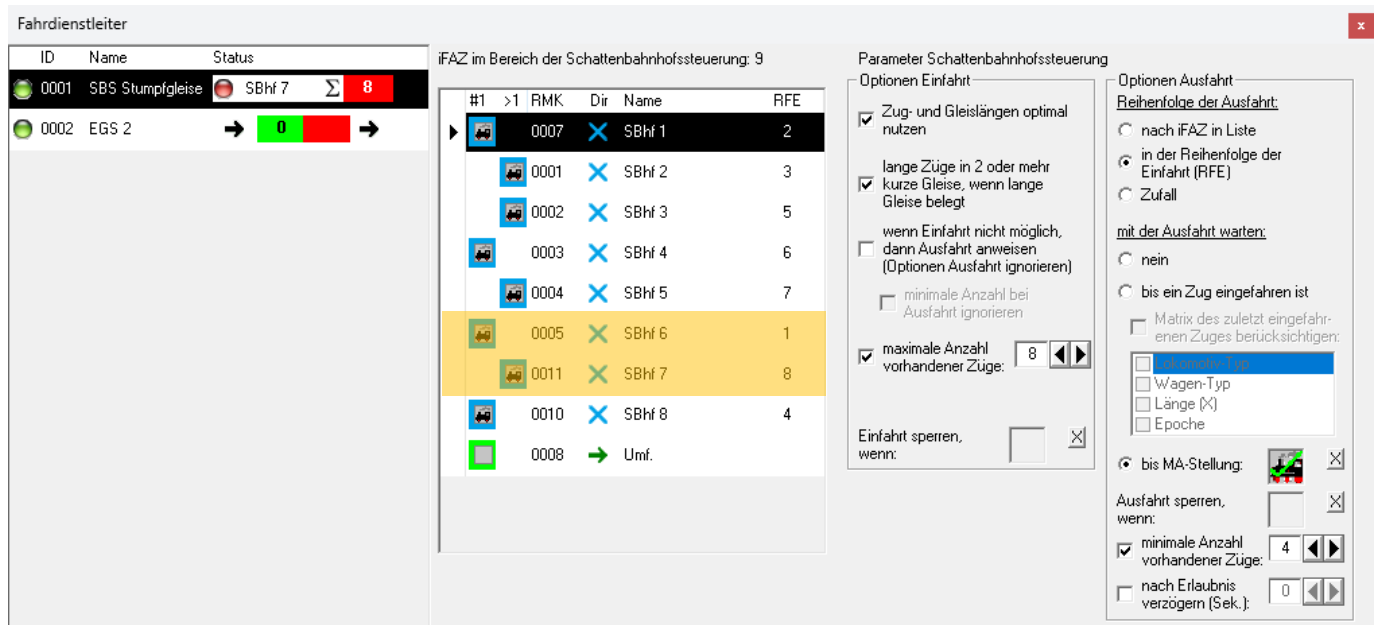 Fahrdienstleiter
x
ID Name Status
0001 SBS Stumpfgleise SBhf 7 Σ 8
0002 EGS 2 0
iFAZ im Bereich der Schattenbahnhofssteuerung: 9
#1 >1 RMK Dir Name RFE
0007 SBhf 1 2
0001 SBhf 2 3
0002 SBhf 3 5
0003 SBhf 4 6
0004 SBhf 5 7
0005 SBhf 6 1
0011 SBhf 7 8
0010 SBhf 8 4
0008 Umf.
Parameter Schattenbahnhofssteuerung
Optionen Einfahrt
Zug- und Gleislängen optimal
nutzen
lange Züge in 2 oder mehr
kurze Gleise, wenn lange
Gleise belegt
wenn Einfahrt nicht möglich,
dann Ausfahrt anweisen
(Optionen Ausfahrt ignorieren)
minimale Anzahl bei
Ausfahrt ignorieren
maximale Anzahl
vorhandener Züge: 8
Einfahrt sperren,
wenn: X
Optionen Ausfahrt
Reihenfolge der Ausfahrt:
nach iFAZ in Liste
in der Reihenfolge der
Einfahrt (RFE)
Zufall
mit der Ausfahrt warten:
nein
bis ein Zug eingefahren ist
Matrix des zuletzt eingefahr-
enen Zuges berücksichtigen:
Lokomotiv-Typ
Wagen-Typ
Länge (X)
Epoche
bis MA-Stellung: X
Ausfahrt sperren,
wenn: X
minimale Anzahl
vorhandener Züge: 4
nach Erlaubnis
verzögern (Sek.): 0